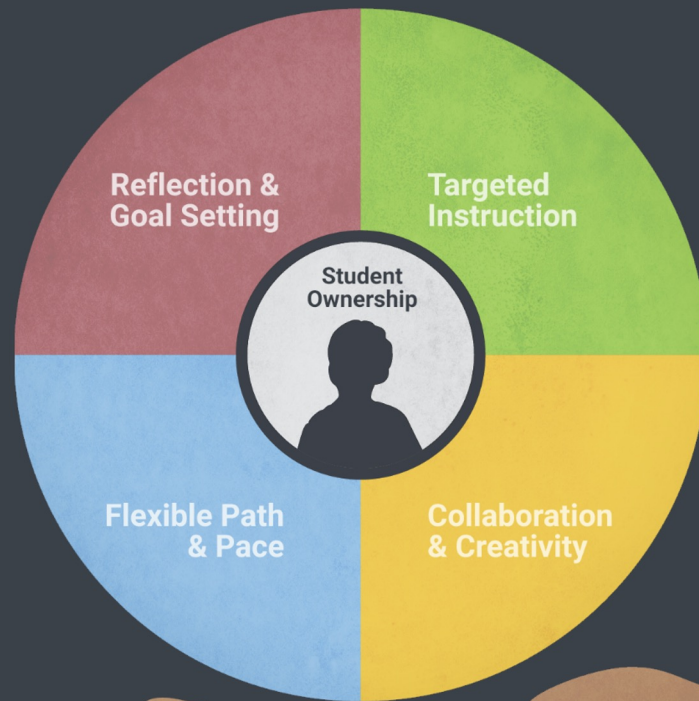 Reflection &
Goal Setting
Targeted
Instruction
Student
Ownership
Flexible Path
& Pace
Collaboration
& Creativity